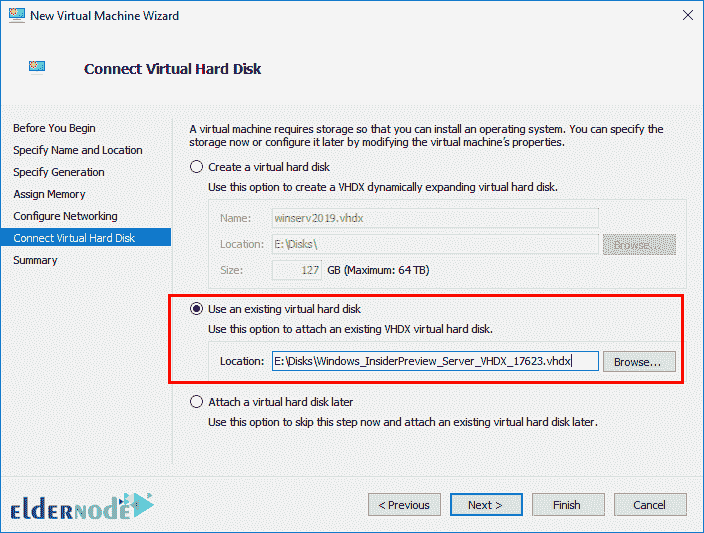 New Virtual Machine Wizard
Connect Virtual Hard Disk
Before You Begin
Specify Name and Location
Specify Generation
Assign Memory
Configure Networking
Connect Virtual Hard Disk
Summary
A virtual machine requires storage so that you can install an operating system. You can specify the
storage now or configure it later by modifying the virtual machine's properties.
Create a virtual hard disk
Use this option to create a VHDX dynamically expanding virtual hard disk.
Name: winserv2019.vhdx
Location: E:\Disks\ Browse...
Size: 127 GB (Maximum: 64 TB)
Use an existing virtual hard disk
Use this option to attach an existing VHDX virtual hard disk.
Location: E:\Disks\Windows_InsiderPreview_Server_VHDX_17623.vhdx Browse...
Attach a virtual hard disk later
Use this option to skip this step now and attach an existing virtual hard disk later.
elderNode
< Previous Next > Finish Cancel